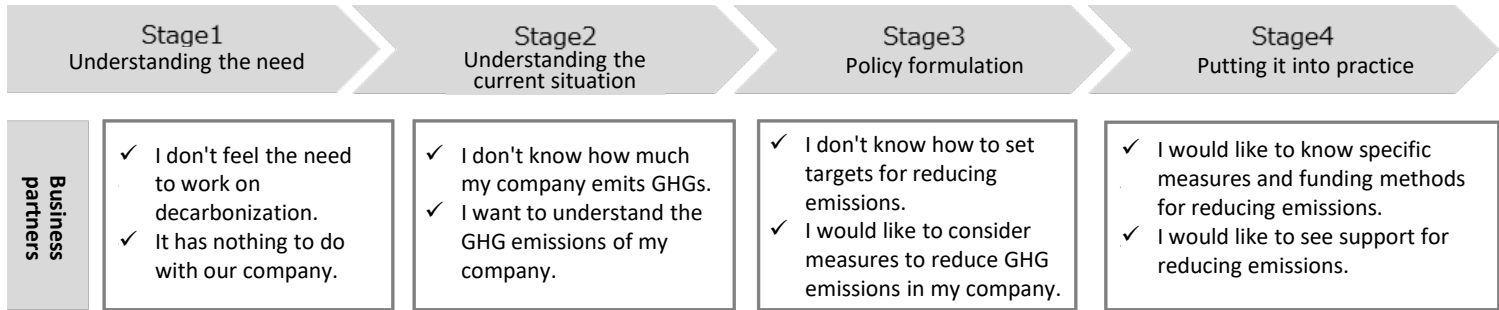 Stage1
Understanding the need
Stage2
Understanding the
current situation
Stage3
Policy formulation
Stage4
Putting it into practice
Business
partners
✓ I don't feel the need
to work on
decarbonization.
✓ It has nothing to do
with our company.
✓ I don't know how much
my company emits GHGs.
✓ I want to understand the
GHG emissions of my
company.
✓ I don't know how to set
targets for reducing
emissions.
✓ I would like to consider
measures to reduce GHG
emissions in my company.
✓ I would like to know specific
measures and funding methods
for reducing emissions.
✓ I would like to see support for
reducing emissions.